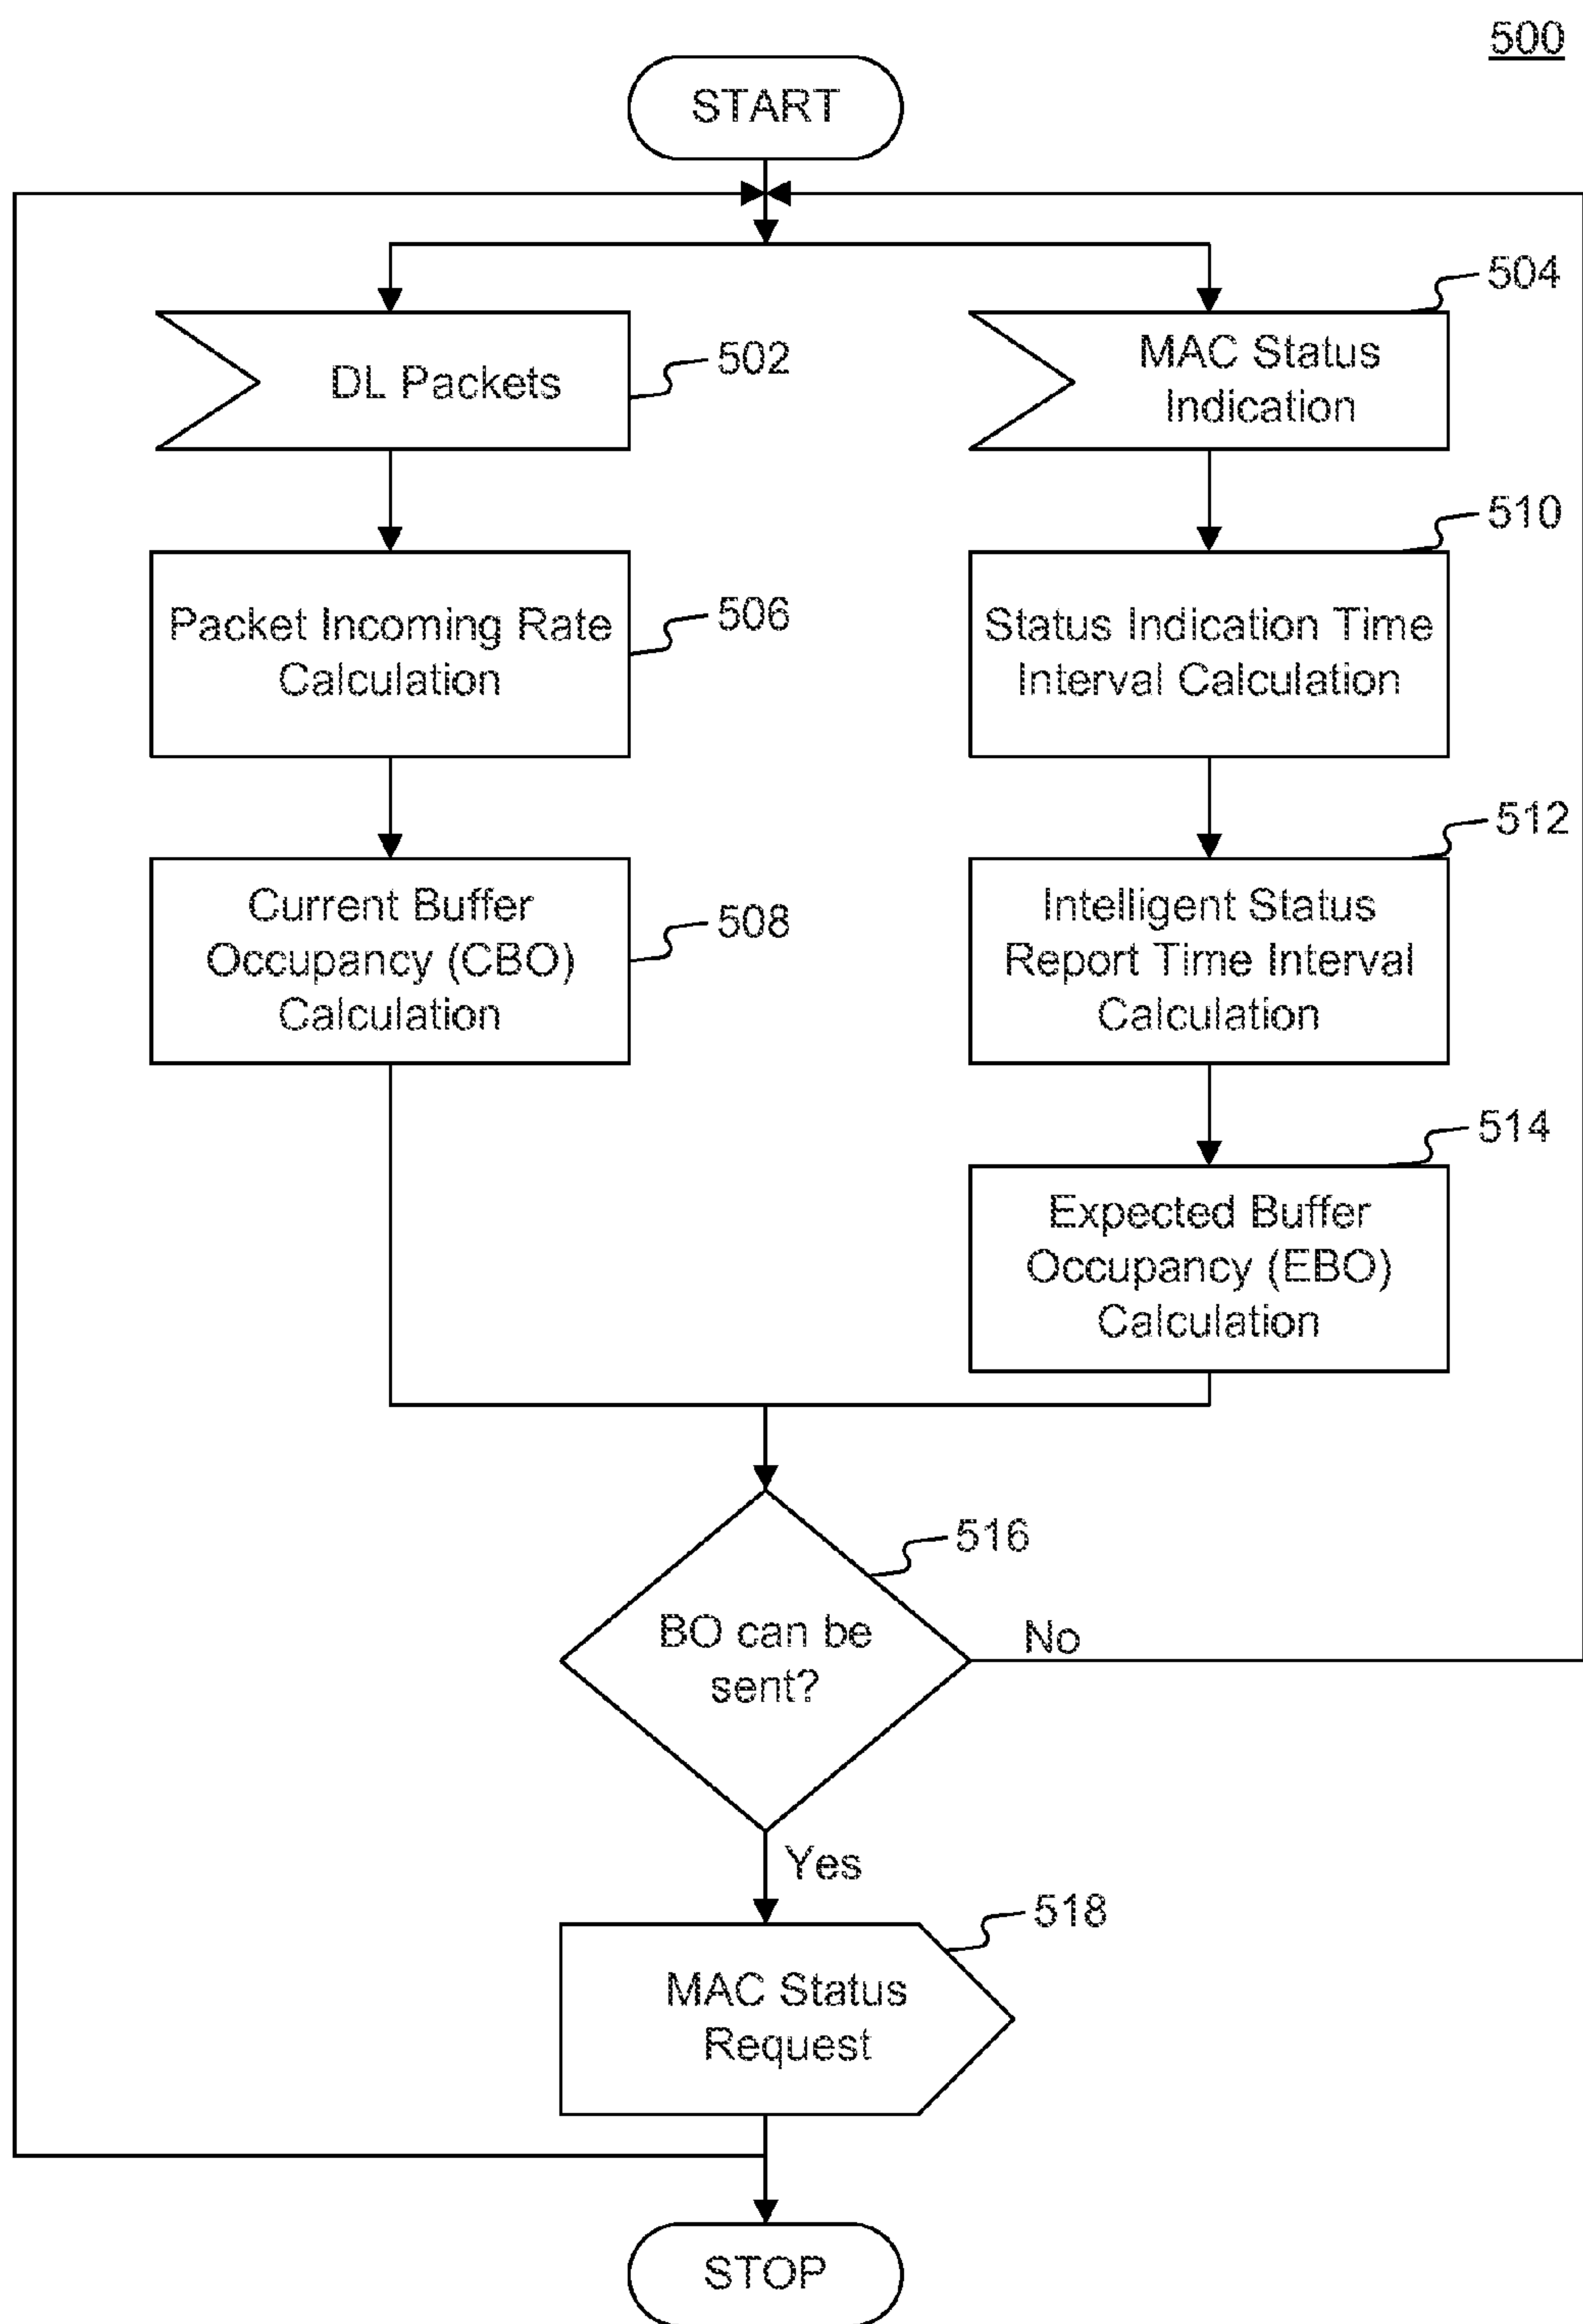 500
START
DL Packets
502
MAC Status
Indication
504
Packet Incoming Rate
Calculation
506
Status Indication Time
Interval Calculation
510
Current Buffer
Occupancy (CBO)
Calculation
508
Intelligent Status
Report Time Interval
Calculation
512
Expected Buffer
Occupancy (EBO)
Calculation
514
BO can be
sent?
516
No
Yes
MAC Status
Request
518
STOP